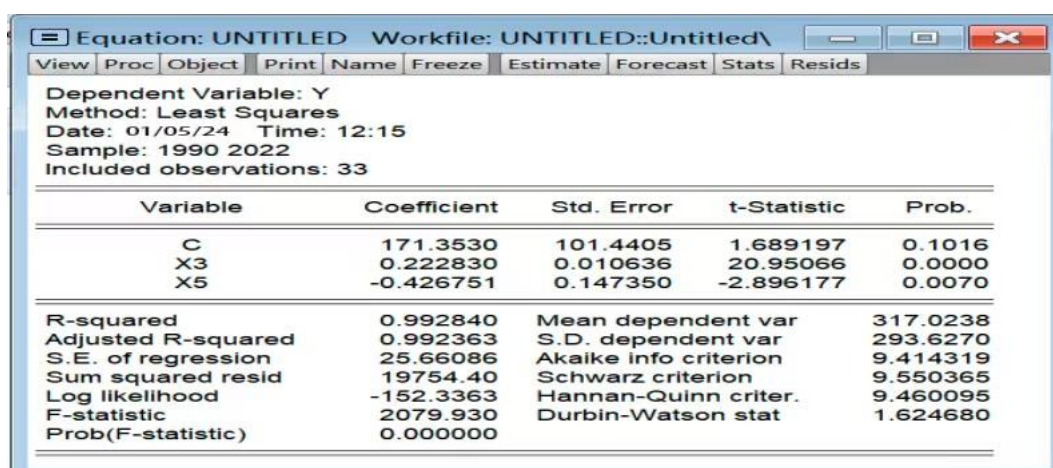 Equation: UNTITLED Workfile: UNTITLED::Untitled\
View Proc Object Print Name Freeze Estimate Forecast Stats Resids
Dependent Variable: Y
Method: Least Squares
Date: 01/05/24 Time: 12:15
Sample: 1990 2022
Included observations: 33
Variable Coefficient Std. Error t-Statistic Prob.
C 171.3530 101.4405 1.689197 0.1016
X3 0.222830 0.010636 20.95066 0.0000
X5 -0.426751 0.147350 -2.896177 0.0070
R-squared 0.992840 Mean dependent var 317.0238
Adjusted R-squared 0.992363 S.D. dependent var 293.6270
S.E. of regression 25.66086 Akaike info criterion 9.414319
Sum squared resid 19754.40 Schwarz criterion 9.550365
Log likelihood -152.3363 Hannan-Quinn criter. 9.460095
F-statistic 2079.930 Durbin-Watson stat 1.624680
Prob(F-statistic) 0.000000